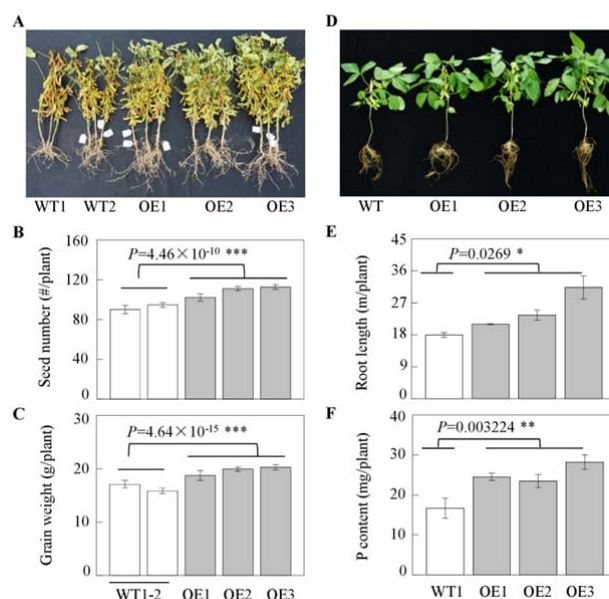 A
WT1 WT2 OE1 OE2 OE3
B
P=4.46×10-10 ***
Seed number (#/plant)
160
120
80
40
0
C
P=4.64×10-15 ***
Grain weight (g/plant)
30
20
10
0
WT1-2 OE1 OE2 OE3
D
WT OE1 OE2 OE3
E
P=0.0269 *
Root length (m/plant)
45
36
27
18
9
0
F
P=0.003224 **
P content (mg/plant)
40
30
20
10
0
WT1 OE1 OE2 OE3